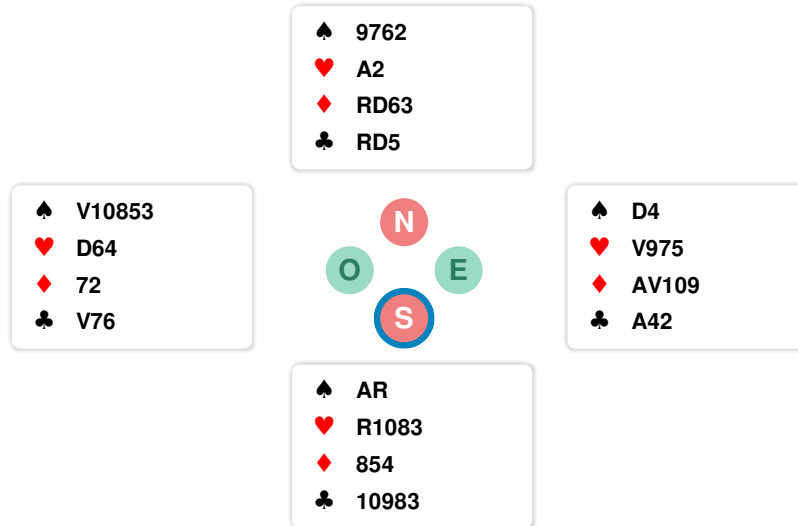 ♠ 9762
♥ A2
♦ RD63
♣ RD5
♠ V10853
♥ D64
♦ 72
♣ V76
N
O E
S
♠ D4
♥ V975
♦ AV109
♣ A42
♠ AR
♥ R1083
♦ 854
♣ 10983